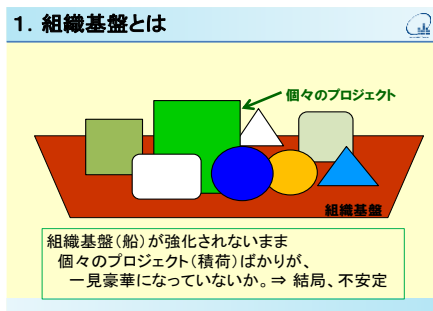 1．組織基盤とは
個々のプロジェクト
組織基盤
組織基盤（船）が強化されないまま
個々のプロジェクト（積荷）ばかりが、
一見豪華になっていないか。⇒ 結局、不安定